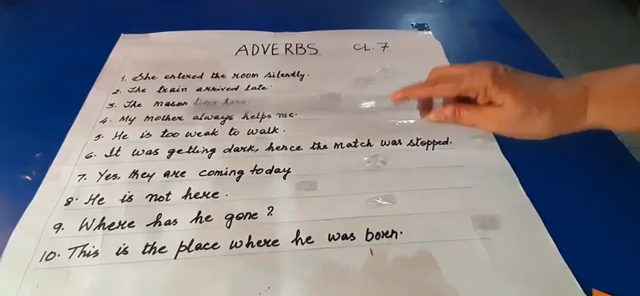 ADVERBS CL. 7
1. She entered the room silently.
2. The train arrived late.
3. The mason lives here.
4. My mother always helps me.
5. He is too weak to walk.
6. It was getting dark, hence the match was stopped.
7. Yes, they are coming today
8. He is not here.
9. Where has he gone?
10. This is the place where he was born.